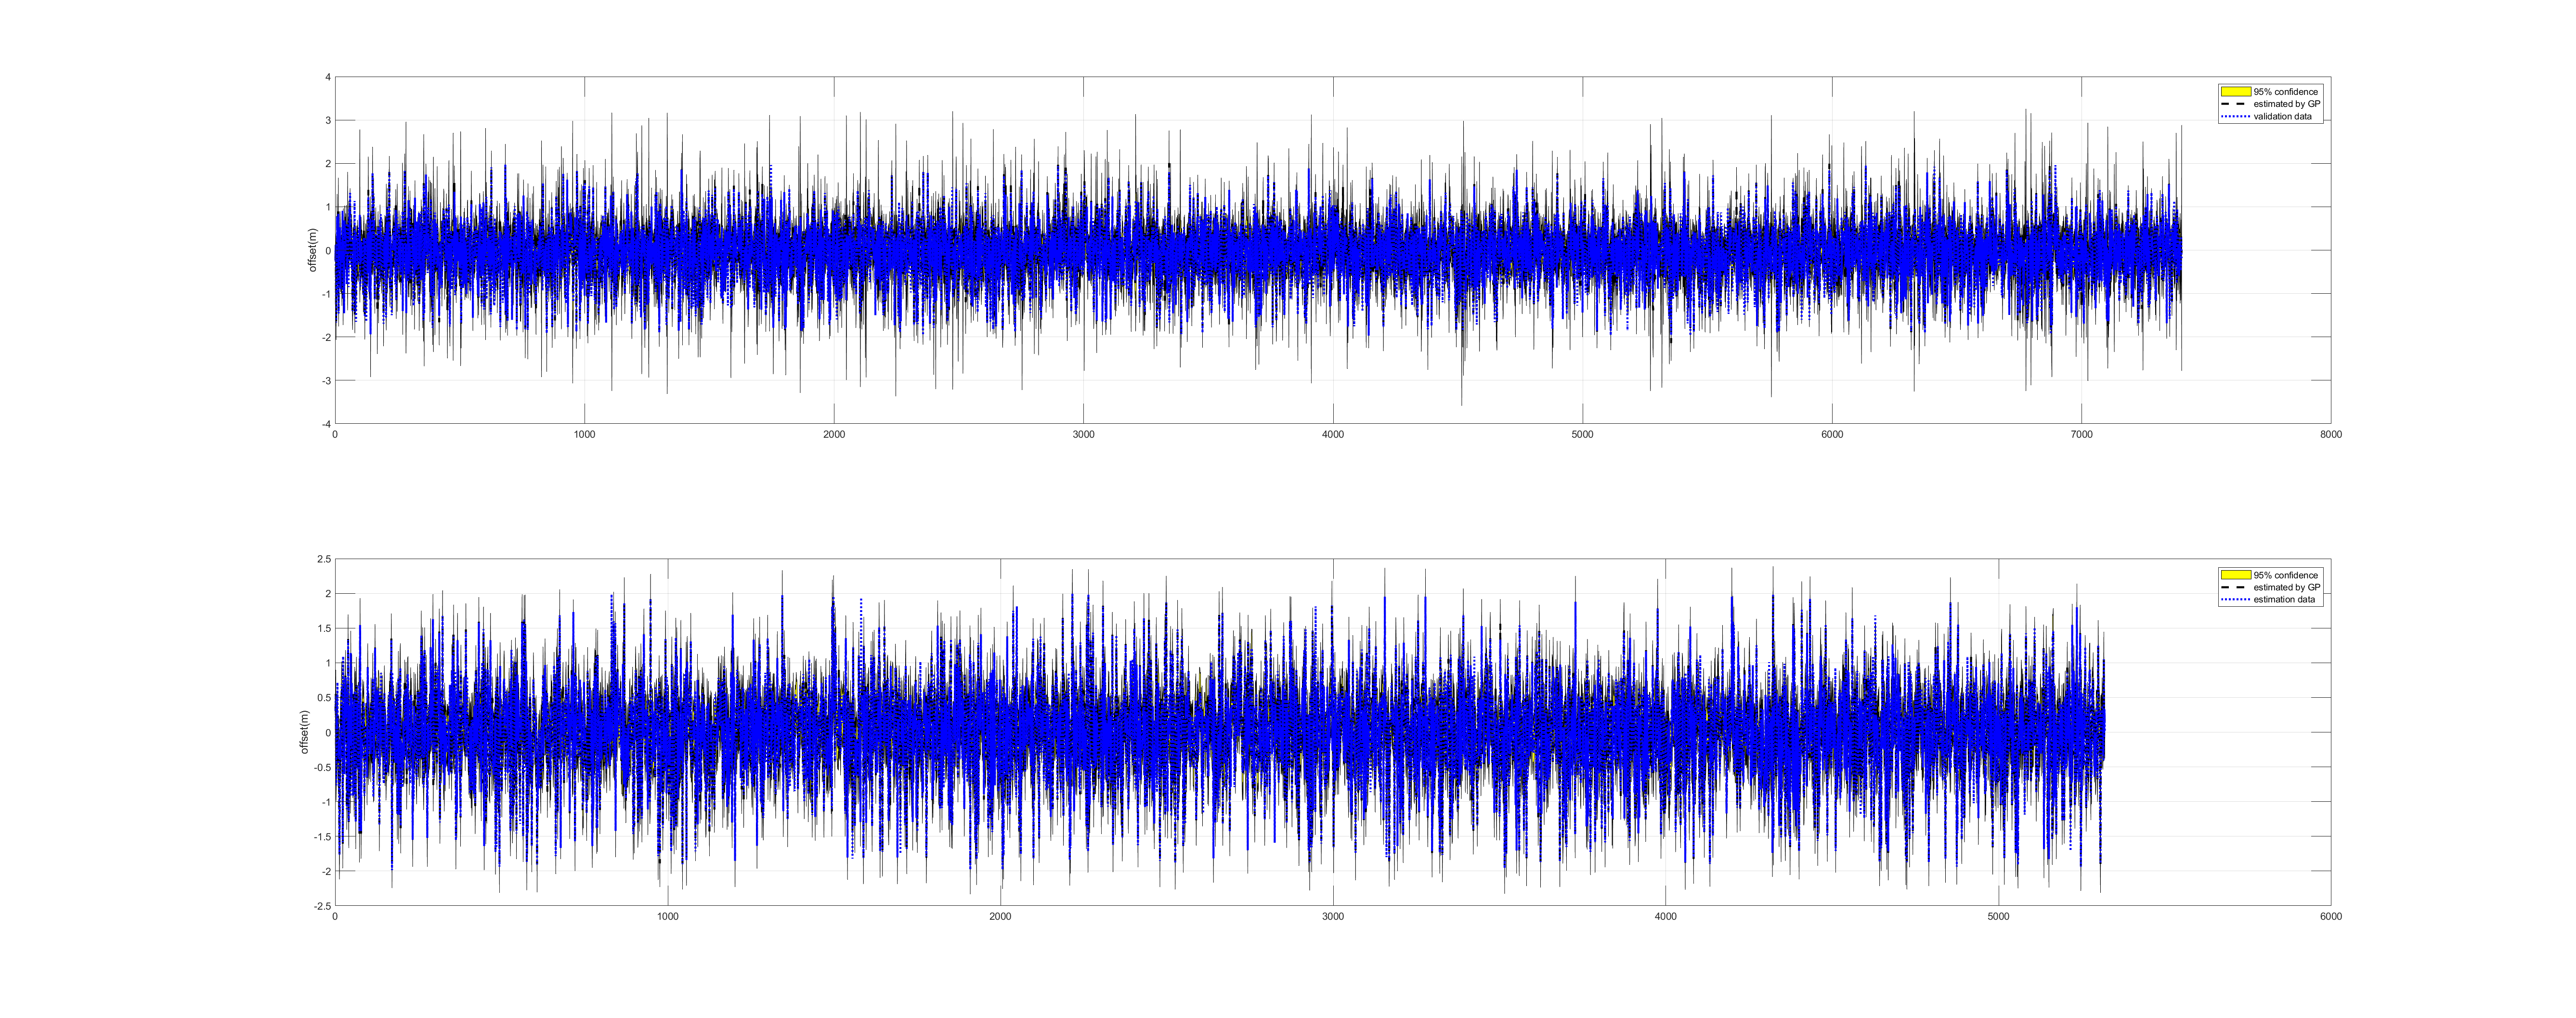 4
3
2
1
0
-1
-2
-3
-4
offset(m)
95% confidence
estimated by GP
validation data
0 1000 2000 3000 4000 5000 6000 7000 8000
2.5
2
1.5
1
0.5
0
-0.5
-1
-1.5
-2
-2.5
offset(m)
95% confidence
estimated by GP
estimation data
0 1000 2000 3000 4000 5000 6000